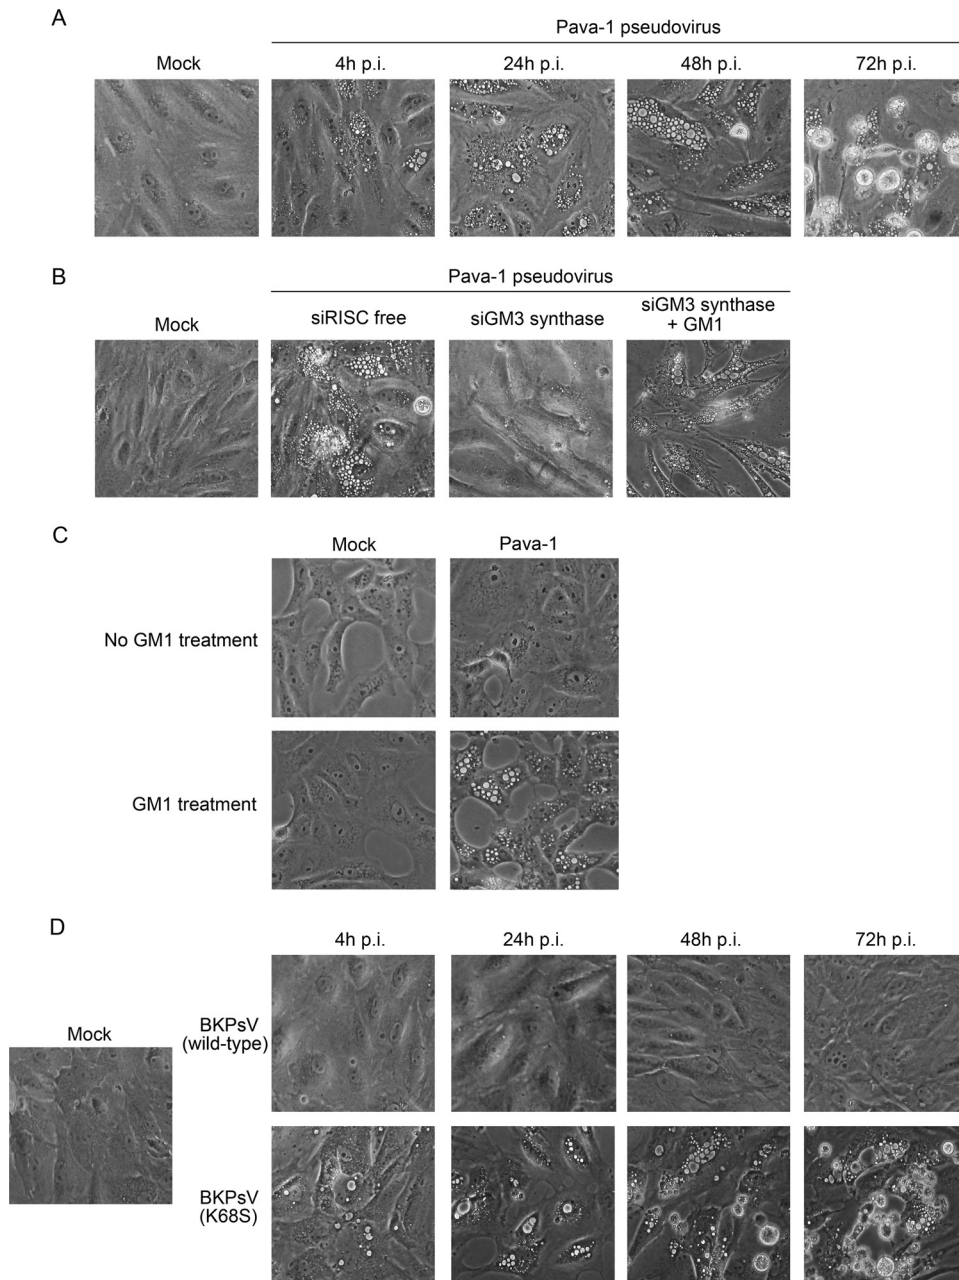 A
Pava-1 pseudovirus
Mock
4h p.i.
24h p.i.
48h p.i.
72h p.i.
B
Pava-1 pseudovirus
Mock
siRISC free
siGM3 synthase
siGM3 synthase
+ GM1
C
Mock
Pava-1
No GM1 treatment
GM1 treatment
D
4h p.i.
24h p.i.
48h p.i.
72h p.i.
Mock
BKPsV
(wild-type)
BKPsV
(K68S)